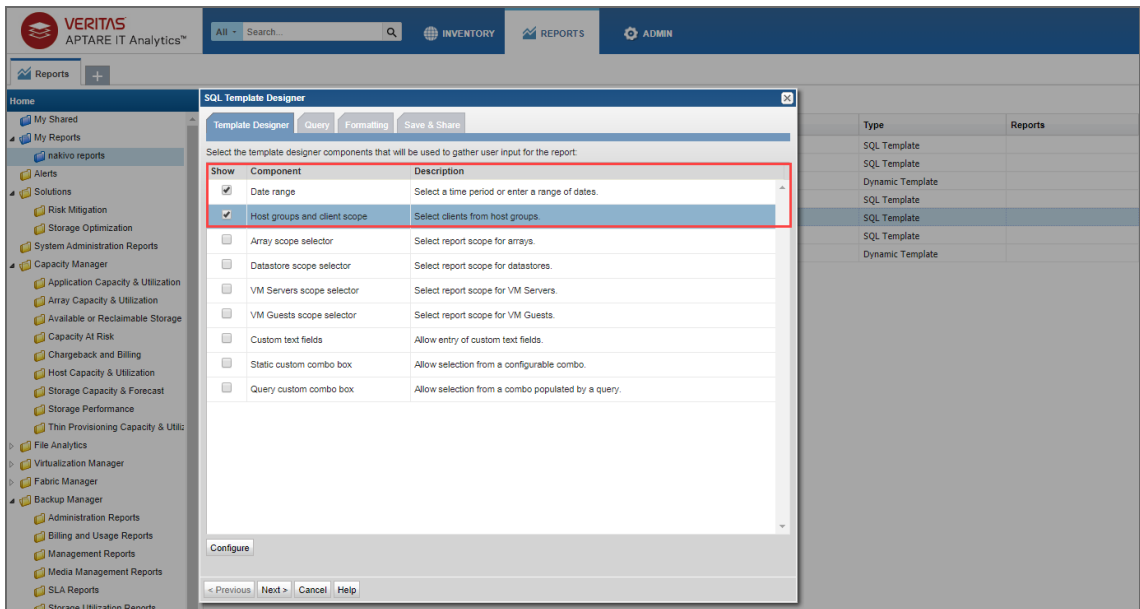 VERITAS
APTARE IT Analytics™
All
Search...
INVENTORY
REPORTS
ADMIN
Reports
+
Home
My Shared
My Reports
nakivo reports
Alerts
Solutions
Risk Mitigation
Storage Optimization
System Administration Reports
Capacity Manager
Application Capacity & Utilization
Array Capacity & Utilization
Available or Reclaimable Storage
Capacity At Risk
Chargeback and Billing
Host Capacity & Utilization
Storage Capacity & Forecast
Storage Performance
Thin Provisioning Capacity & Utiliz
File Analytics
Virtualization Manager
Fabric Manager
Backup Manager
Administration Reports
Billing and Usage Reports
Management Reports
Media Management Reports
SLA Reports
Storage Utilization Reports
SQL Template Designer
Template Designer Query Formatting Save & Share
Select the template designer components that will be used to gather user input for the report:
Show Component Description
Date range Select a time period or enter a range of dates.
Host groups and client scope Select clients from host groups.
Array scope selector Select report scope for arrays.
Datastore scope selector Select report scope for datastores.
VM Servers scope selector Select report scope for VM Servers.
VM Guests scope selector Select report scope for VM Guests.
Custom text fields Allow entry of custom text fields.
Static custom combo box Allow selection from a configurable combo.
Query custom combo box Allow selection from a combo populated by a query.
Configure
< Previous Next > Cancel Help
Type Reports
SQL Template
SQL Template
Dynamic Template
SQL Template
SQL Template
SQL Template
Dynamic Template